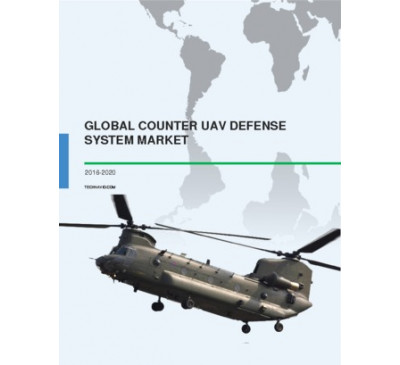 GLOBAL COUNTER UAV DEFENSE
SYSTEM MARKET
2016-2020
TECHNAVIO.COM